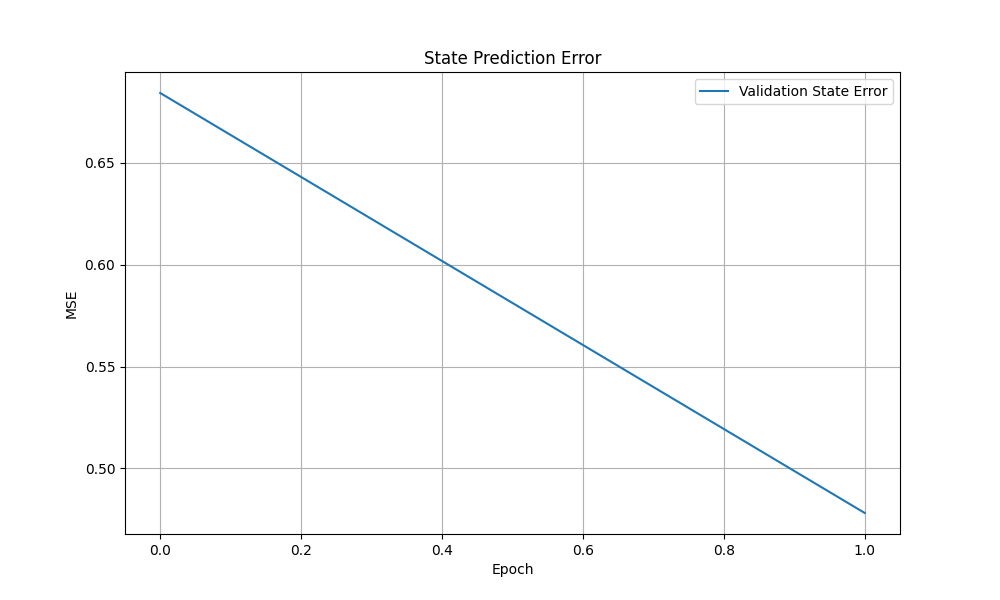 State Prediction Error
Validation State Error
MSE
0.65
0.60
0.55
0.50
0.0 0.2 0.4 0.6 0.8 1.0
Epoch